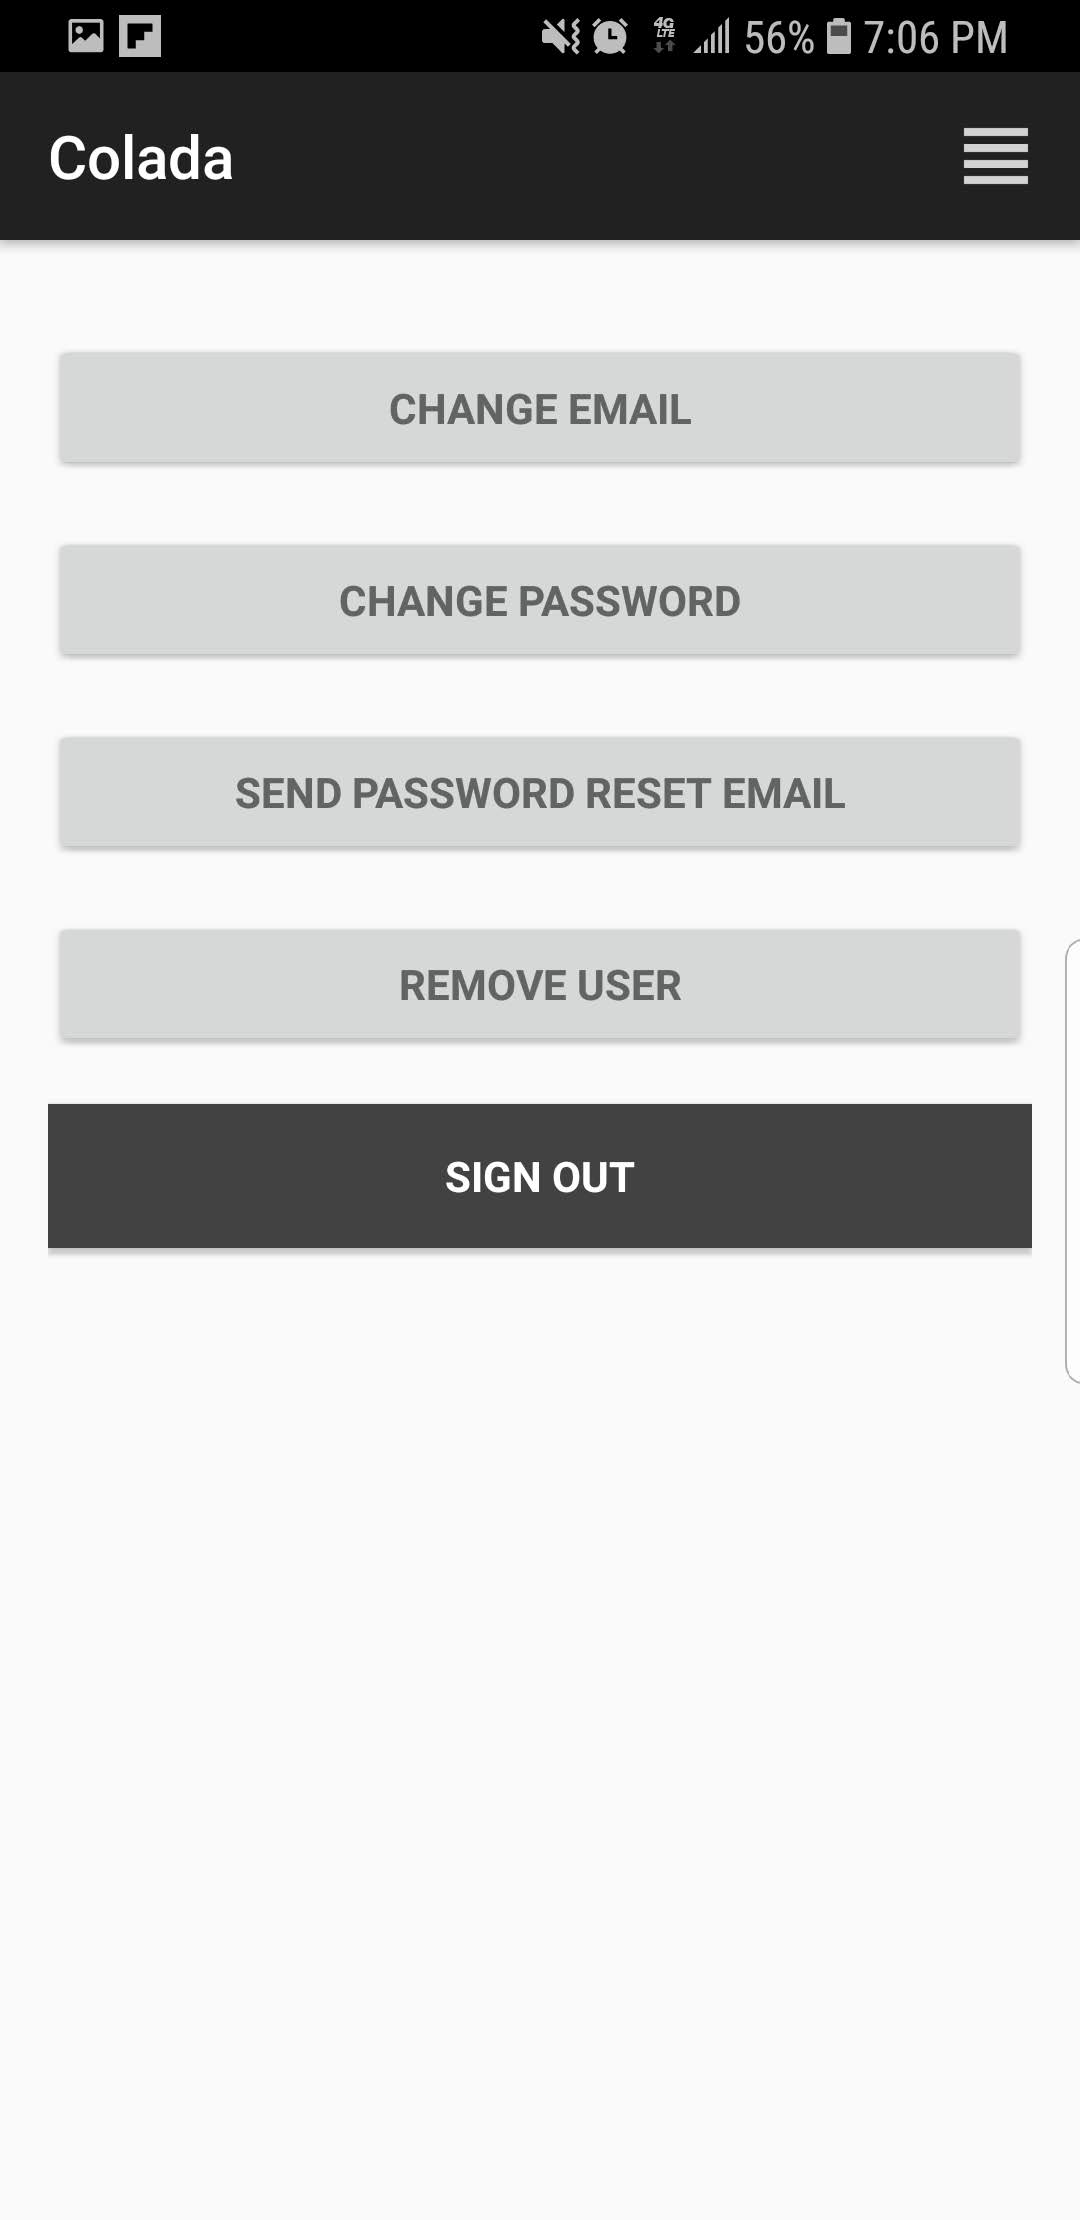 4G LTE 56% 7:06 PM
Colada
CHANGE EMAIL
CHANGE PASSWORD
SEND PASSWORD RESET EMAIL
REMOVE USER
SIGN OUT